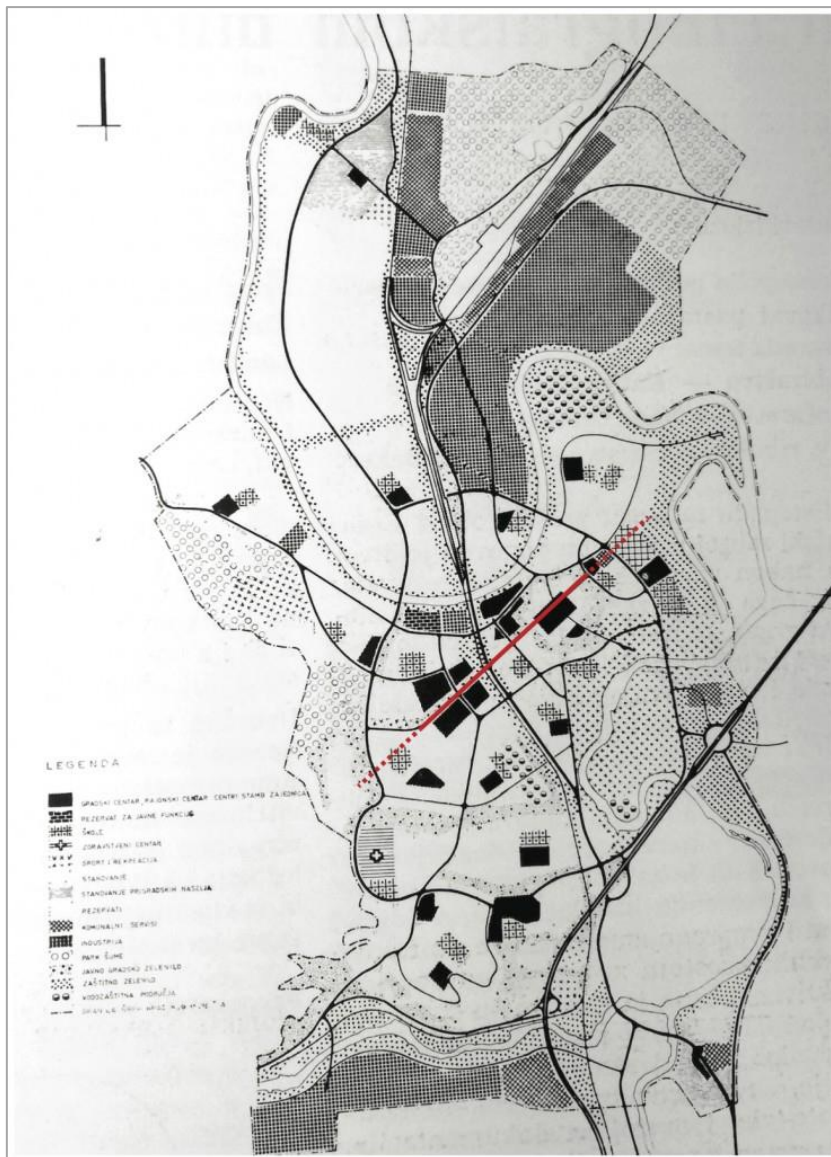 LEGENDA
GRADSKI CENTAR, RAJONSKI CENTAR, CENTRI STAMB ZAJEDNICA
REZERVAT ZA JAVNE FUNKCIJE
ŠKOLE
ZDRAVSTVENI CENTAR
SPORT I REKREACIJA
STANOVANJE
STANOVANJE PRIGRADSKIH NASELJA
REZERVATI
KOMUNALNI SERVISI
INDUSTRIJA
PARK ŠUME
JAVNO GRADSKO ZELENILO
ZAŠTITNO ZELENILO
VODOZAŠTITNA PODRUČJA